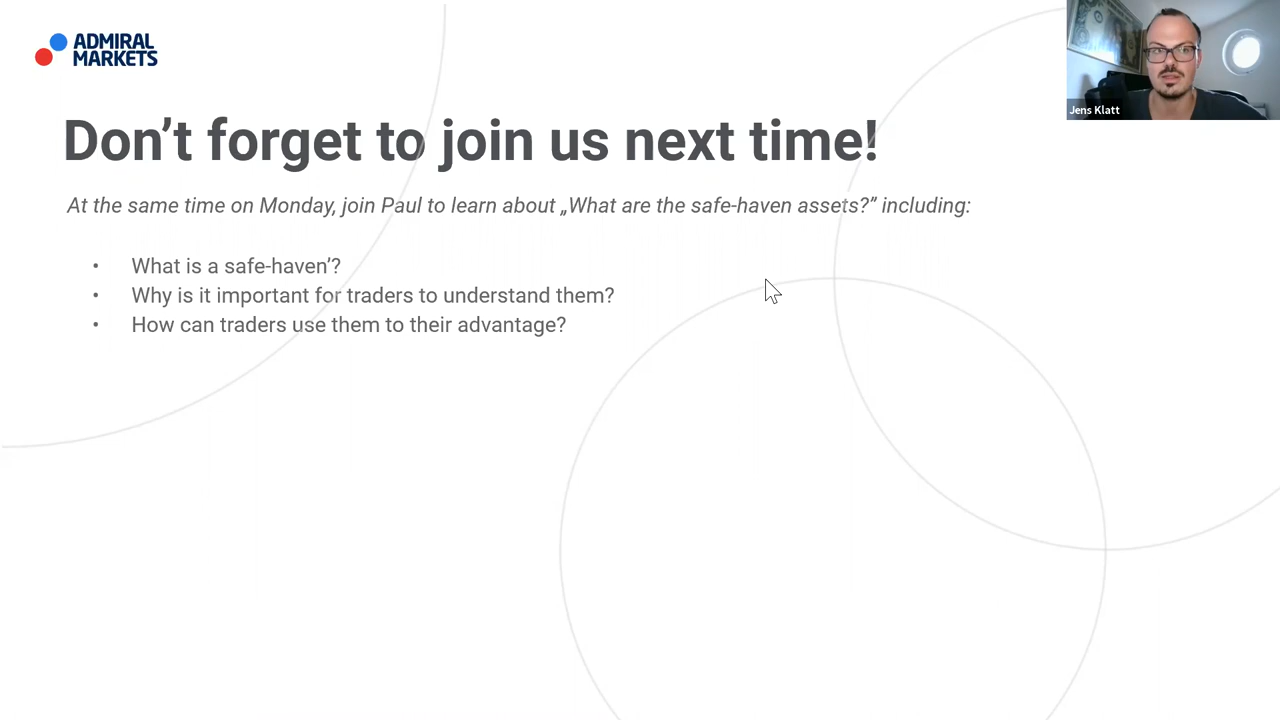 ADMIRAL
MARKETS
Jens Klatt
Don’t forget to join us next time!
At the same time on Monday, join Paul to learn about „What are the safe-haven assets?” including:
• What is a safe-haven’?
• Why is it important for traders to understand them?
• How can traders use them to their advantage?